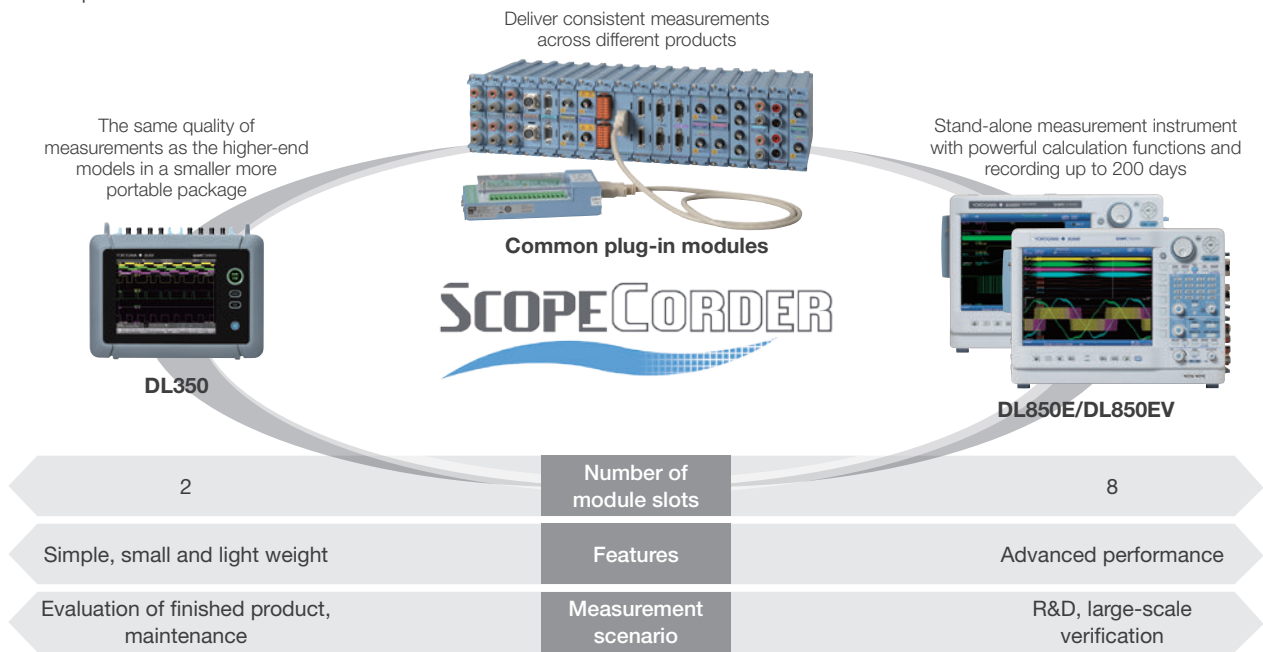 Deliver consistent measurements
across different products
The same quality of
measurements as the higher-end
models in a smaller more
portable package
Stand-alone measurement instrument
with powerful calculation functions and
recording up to 200 days
Common plug-in modules
SCOPECORDER
DL350
DL850E/DL850EV
2
Number of
module slots
8
Simple, small and light weight
Features
Advanced performance
Evaluation of finished product,
maintenance
Measurement
scenario
R&D, large-scale
verification